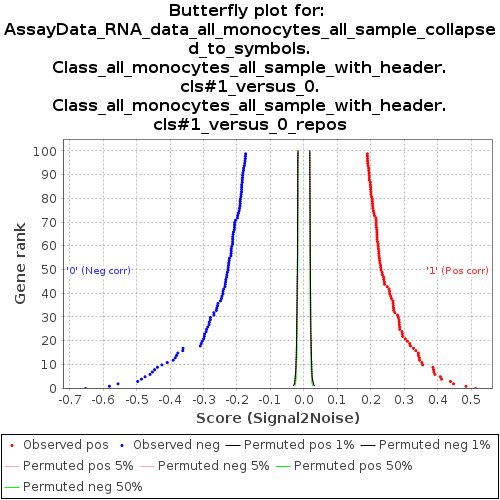 Butterfly plot for:
AssayData_RNA_data_all_monocytes_all_sample_collapse
d_to_symbols.
Class_all_monocytes_all_sample_with_header.
cls#1_versus_0.
Class_all_monocytes_all_sample_with_header.
cls#1_versus_0_repos
100
90
80
70
60
50
40
30
20
10
0
Gene rank
'0' (Neg corr)
'1' (Pos corr)
-0.7 -0.6 -0.5 -0.4 -0.3 -0.2 -0.1 0.0 0.1 0.2 0.3 0.4 0.5
Score (Signal2Noise)
Observed pos Observed neg Permuted pos 1% Permuted neg 1%
Permuted pos 5% Permuted neg 5% Permuted pos 50%
Permuted neg 50%